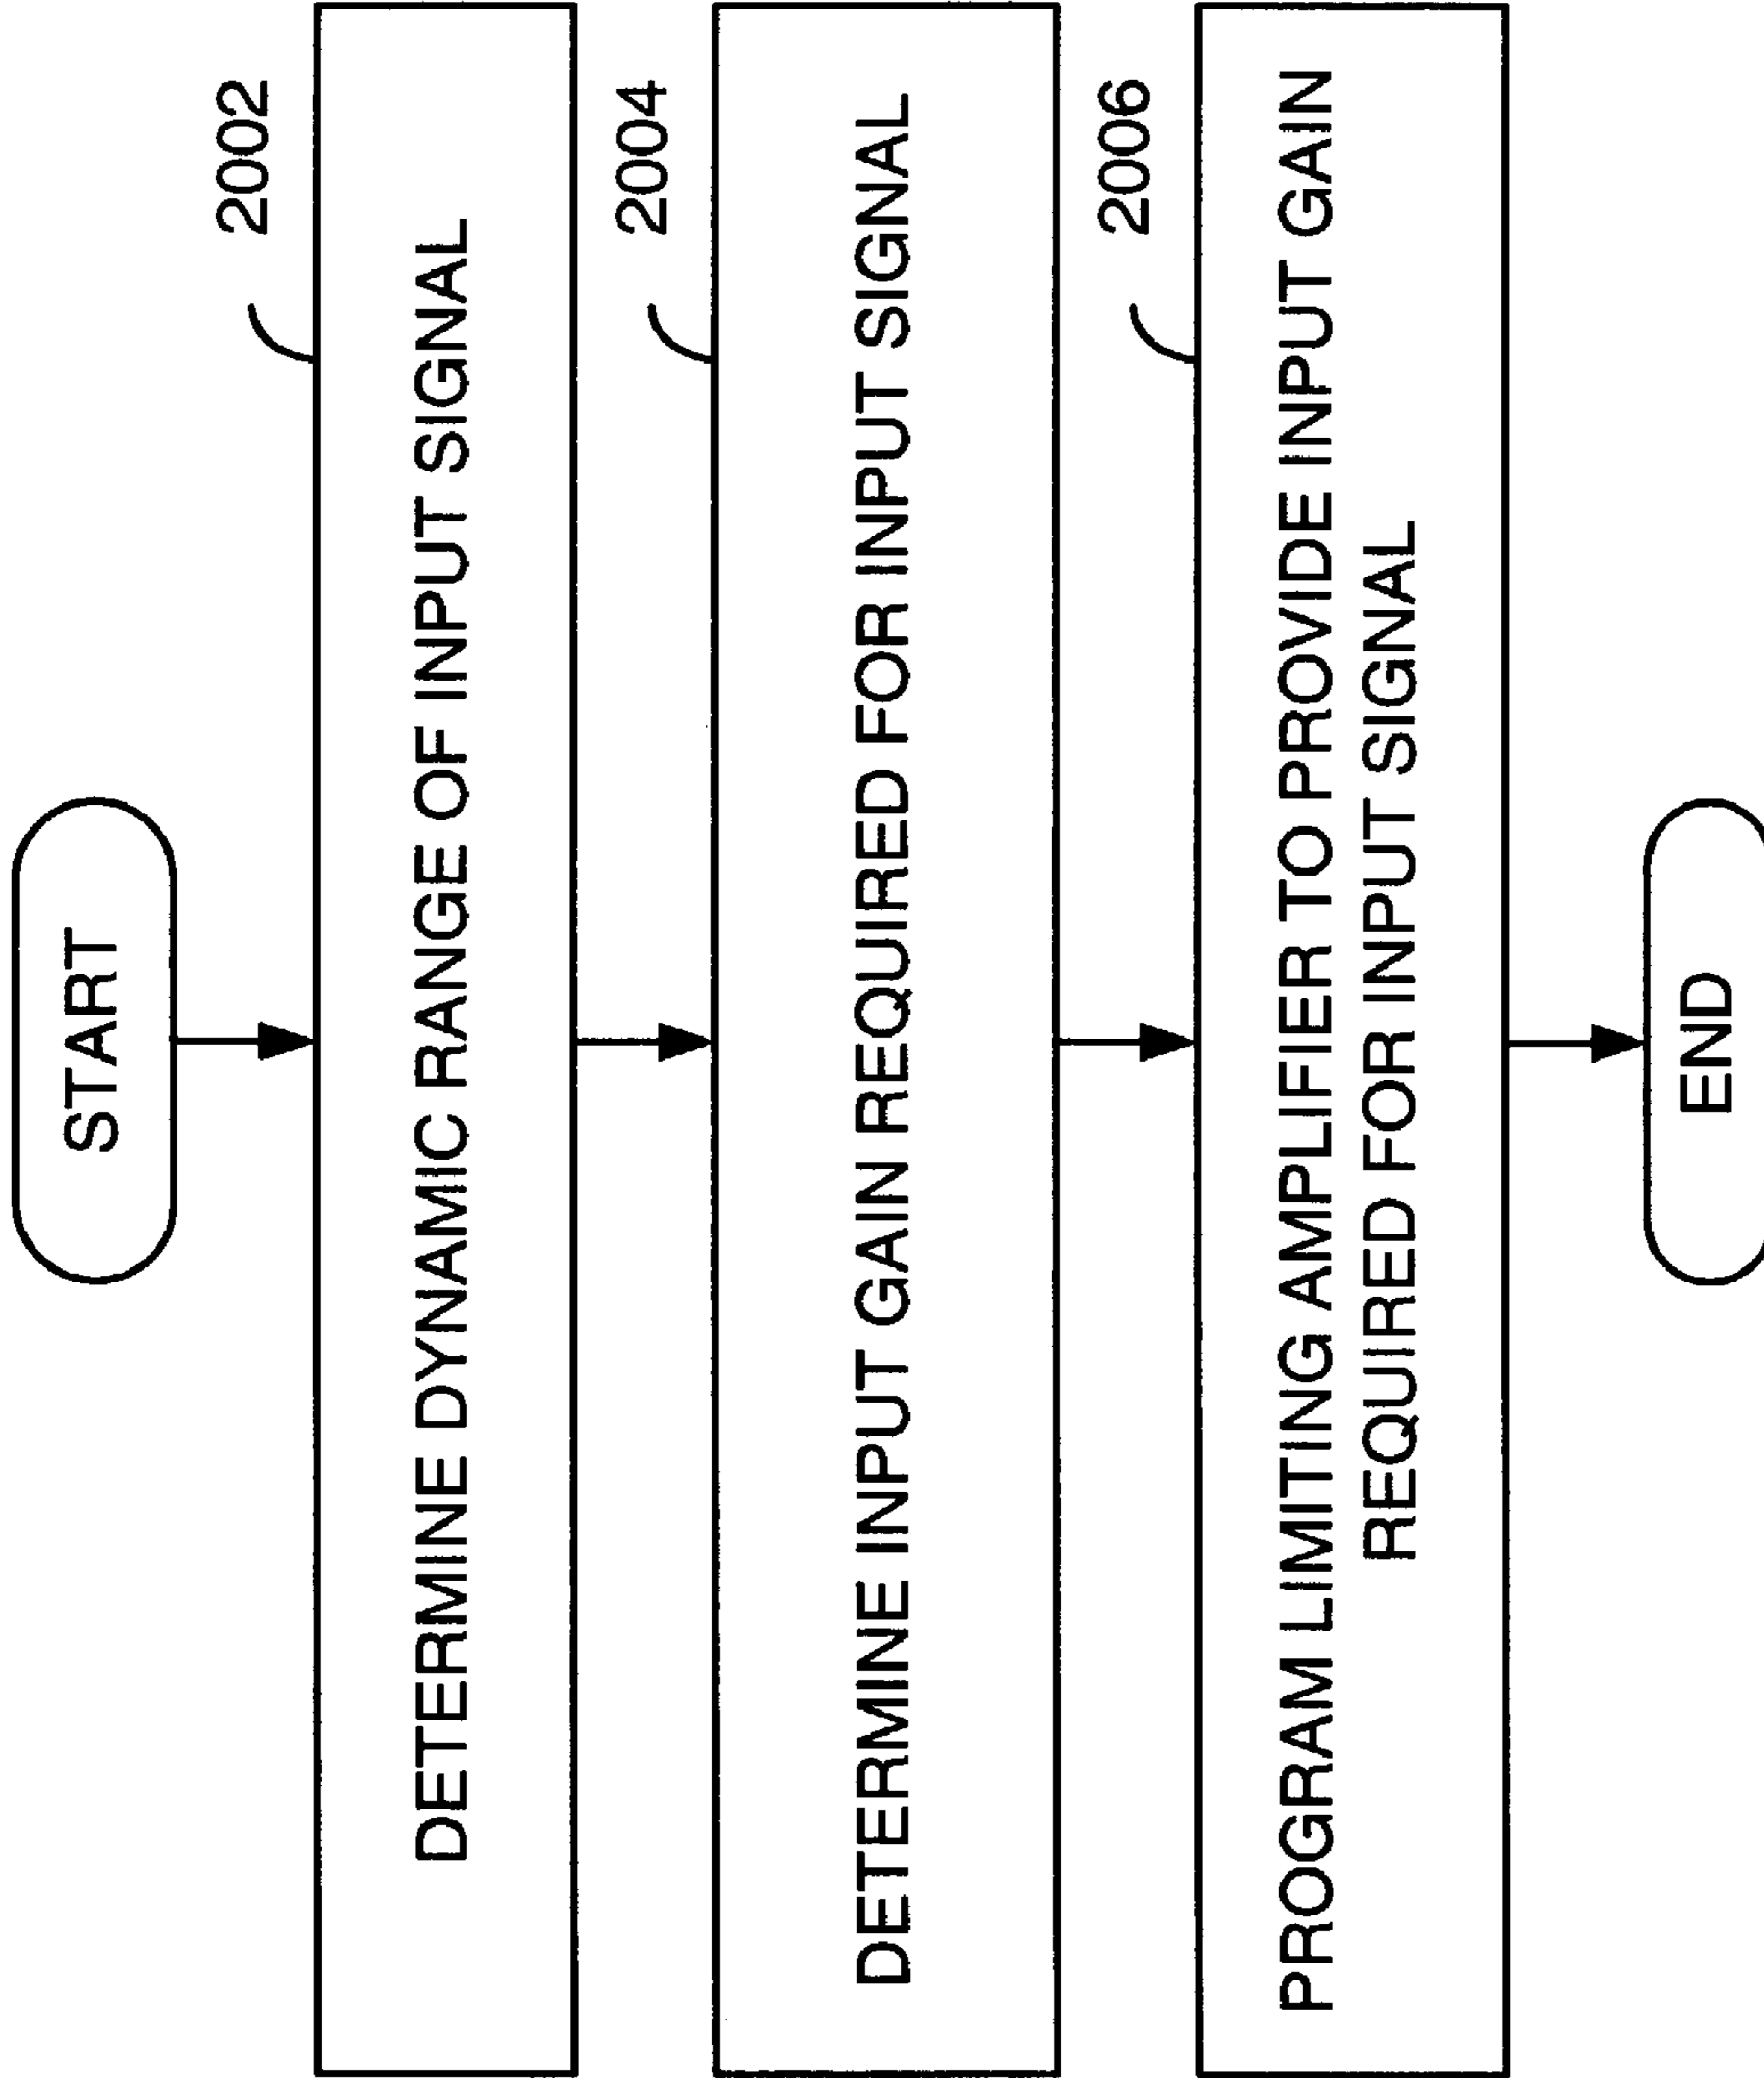 START
2002
DETERMINE DYNAMIC RANGE OF INPUT SIGNAL
2004
DETERMINE INPUT GAIN REQUIRED FOR INPUT SIGNAL
2006
PROGRAM LIMITING AMPLIFIER TO PROVIDE INPUT GAIN
REQUIRED FOR INPUT SIGNAL
END